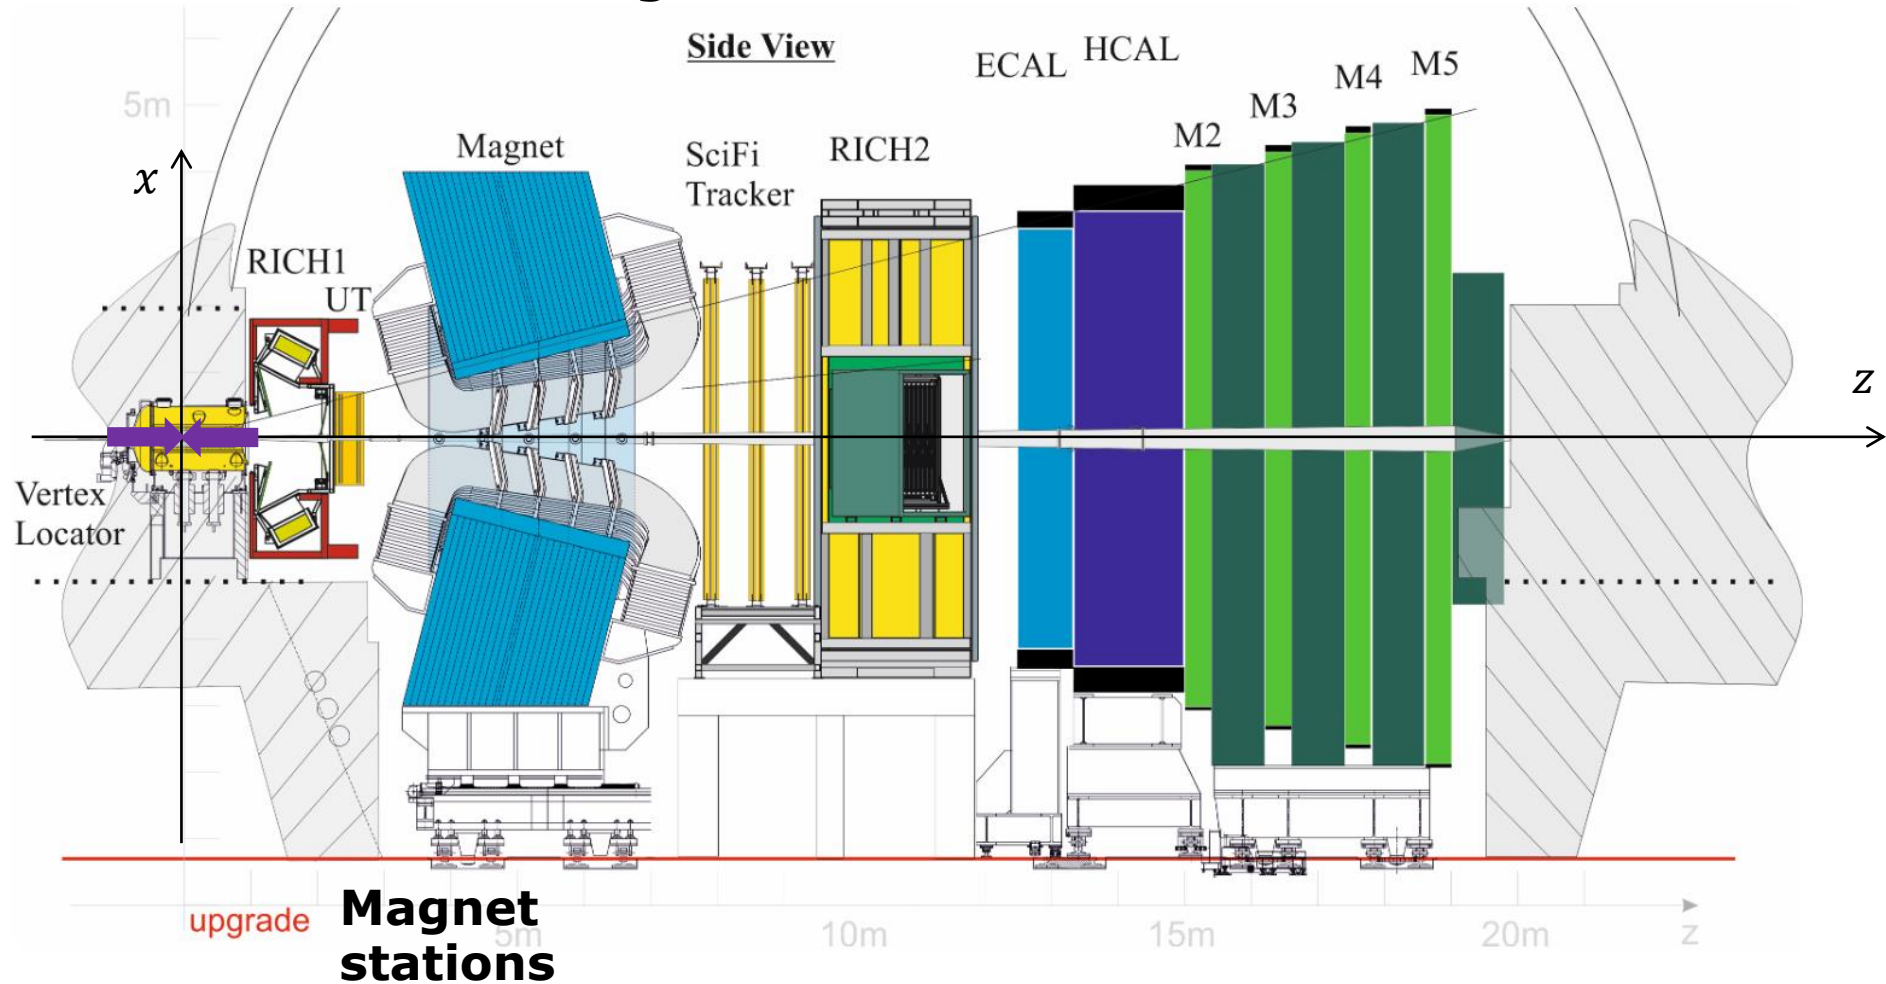 Side View
ECAL
HCAL
M5
M4
M3
M2
5m
Magnet
SciFi
Tracker
RICH2
x
RICH1
UT
z
Vertex
Locator
upgrade
Magnet
stations
5m
10m
15m
20m
z